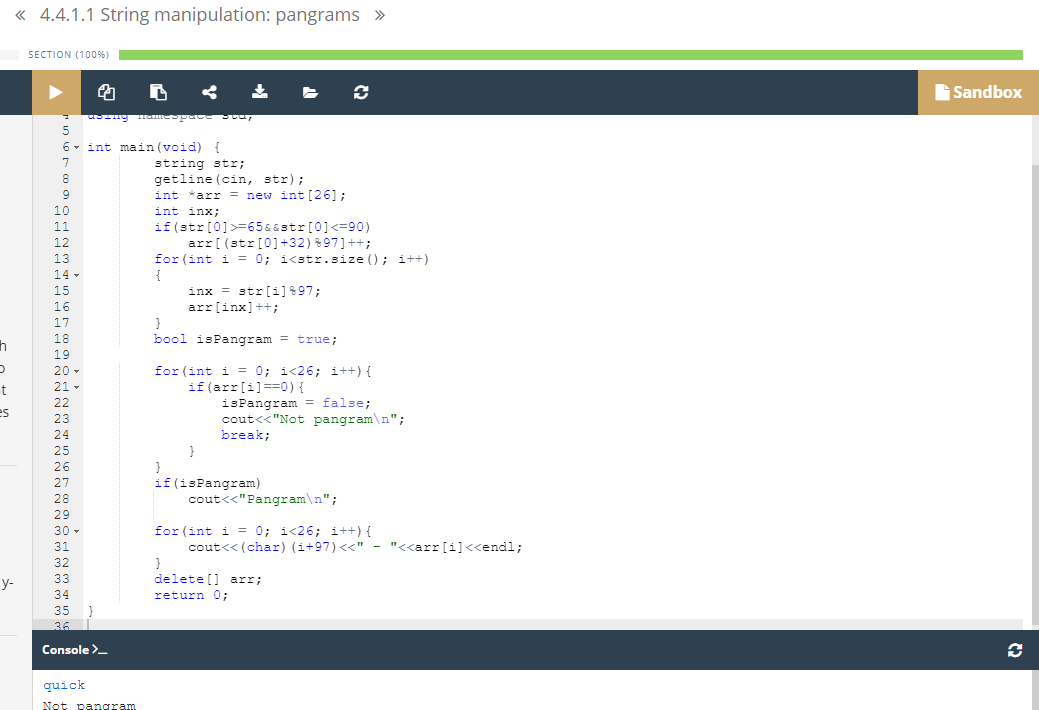 « 4.4.1.1 String manipulation: pangrams »
SECTION (100%)
Sandbox
4 using namespace std;
5
6 int main(void) {
7 string str;
8 getline(cin, str);
9 int *arr = new int[26];
10 int inx;
11 if(str[0]>=65&&str[0]<=90)
12 arr[(str[0]+32)%97]++;
13 for(int i = 0; i<str.size(); i++)
14 {
15 inx = str[i]%97;
16 arr[inx]++;
17 }
18 bool isPangram = true;
19
20 for(int i = 0; i<26; i++){
21 if(arr[i]==0){
22 isPangram = false;
23 cout<<"Not pangram\n";
24 break;
25 }
26 }
27 if(isPangram)
28 cout<<"Pangram\n";
29
30 for(int i = 0; i<26; i++){
31 cout<<(char)(i+97)<<" - "<<arr[i]<<endl;
32 }
33 delete[] arr;
34 return 0;
35 }
36
h
t
es
y-
Console >_
quick
Not pangram